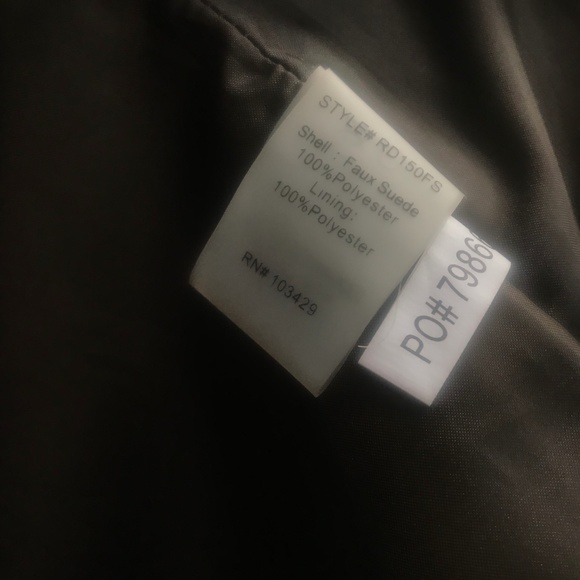 STYLE# RD150FS
Shell : Faux Suede
100%Polyester
Lining:
100%Polyester
RN# 103429
PO# 7986